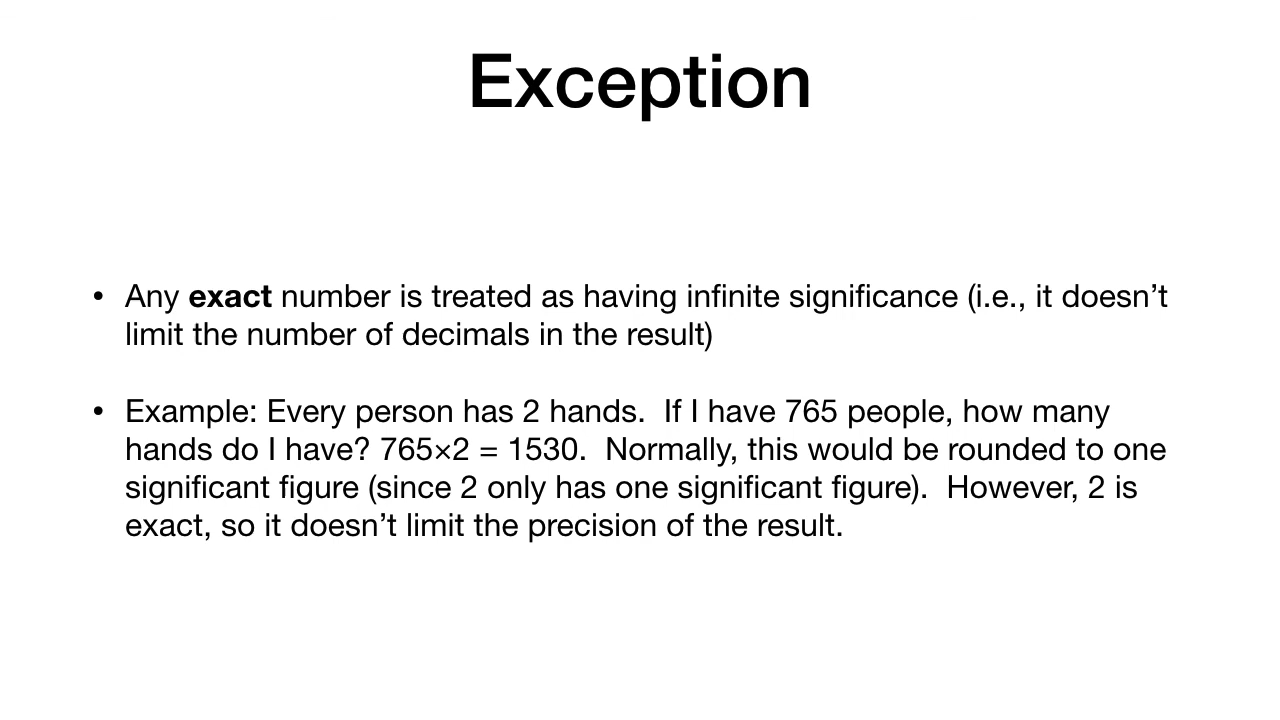 Exception
• Any exact number is treated as having infinite significance (i.e., it doesn’t
limit the number of decimals in the result)
• Example: Every person has 2 hands.  If I have 765 people, how many
hands do I have? 765×2 = 1530.  Normally, this would be rounded to one
significant figure (since 2 only has one significant figure).  However, 2 is
exact, so it doesn’t limit the precision of the result.